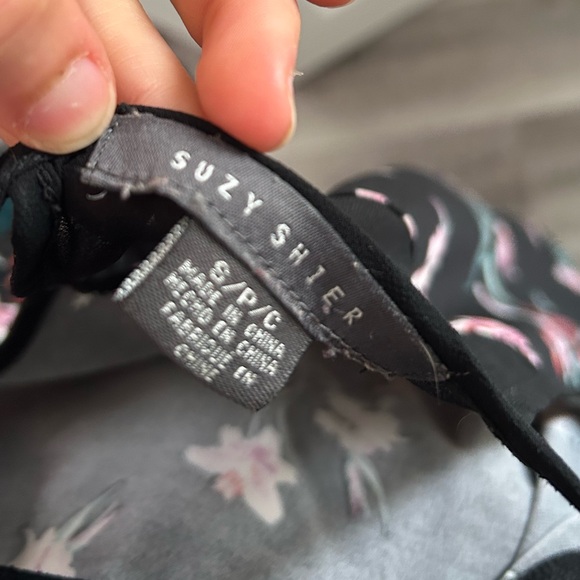 SUZY SHIER
S/P/C
MADE IN CHINA
HECHO EN CHINA
FABRIQUÉ EN
CHINE